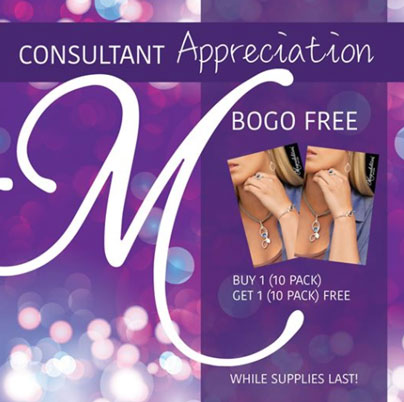 CONSULTANT Appreciation
M
BOGO FREE
BUY 1 (10 PACK)
GET 1 (10 PACK) FREE
WHILE SUPPLIES LAST!